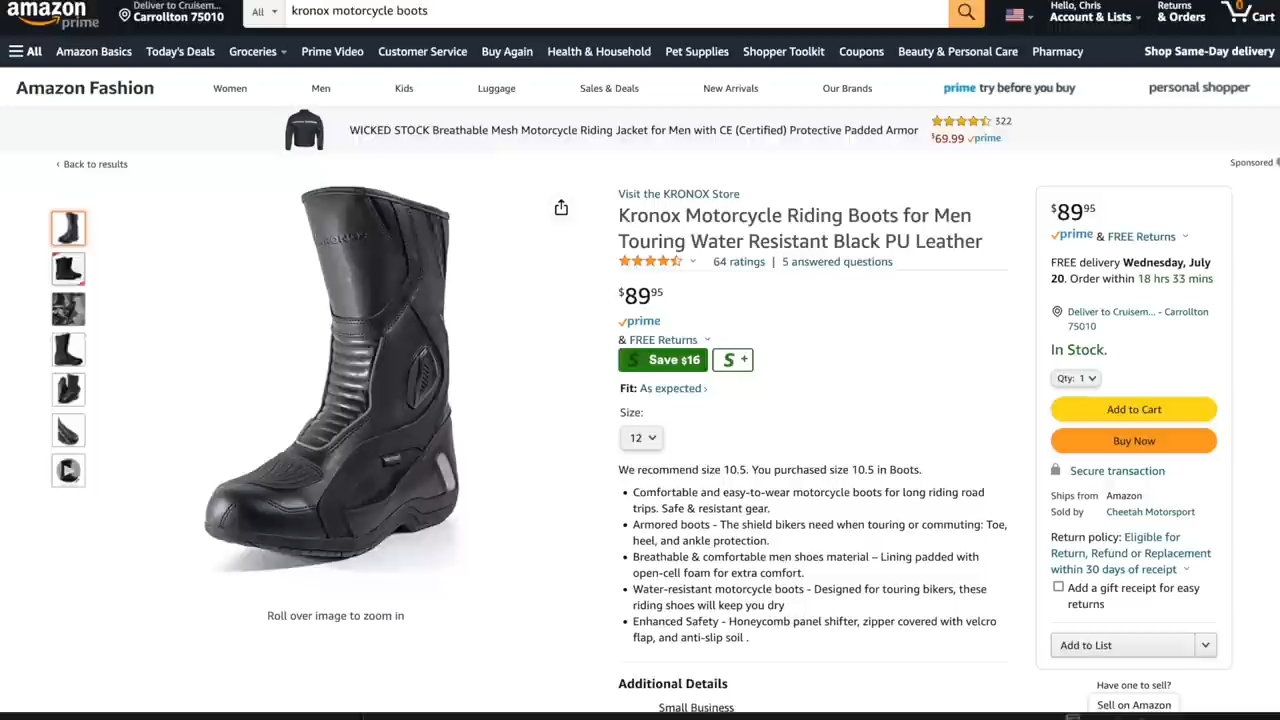 amazon prime
Deliver to Cruisem...
Carrollton 75010
All
kronox motorcycle boots
Hello, Chris
Account & Lists
Returns
& Orders
0
Cart
All
Amazon Basics
Today's Deals
Groceries
Prime Video
Customer Service
Buy Again
Health & Household
Pet Supplies
Shopper Toolkit
Coupons
Beauty & Personal Care
Pharmacy
Shop Same-Day delivery
Amazon Fashion
Women
Men
Kids
Luggage
Sales & Deals
New Arrivals
Our Brands
prime try before you buy
personal shopper
WICKED STOCK Breathable Mesh Motorcycle Riding Jacket for Men with CE (Certified) Protective Padded Armor
322
$69.99 prime
‹ Back to results
Sponsored
KRONOX
Roll over image to zoom in
Visit the KRONOX Store
Kronox Motorcycle Riding Boots for Men
Touring Water Resistant Black PU Leather
64 ratings | 5 answered questions
$8995
prime
& FREE Returns
S Save $16
S +
Fit: As expected ›
Size:
12
We recommend size 10.5. You purchased size 10.5 in Boots.
• Comfortable and easy-to-wear motorcycle boots for long riding road
trips. Safe & resistant gear.
• Armored boots - The shield bikers need when touring or commuting: Toe,
heel, and ankle protection.
• Breathable & comfortable men shoes material – Lining padded with
open-cell foam for extra comfort.
• Water-resistant motorcycle boots - Designed for touring bikers, these
riding shoes will keep you dry
• Enhanced Safety - Honeycomb panel shifter, zipper covered with velcro
flap, and anti-slip soil .
Additional Details
Small Business
$8995
prime & FREE Returns
FREE delivery Wednesday, July
20. Order within 18 hrs 33 mins
Deliver to Cruisem... - Carrollton
75010
In Stock.
Qty: 1
Add to Cart
Buy Now
Secure transaction
Ships from Amazon
Sold by Cheetah Motorsport
Return policy: Eligible for
Return, Refund or Replacement
within 30 days of receipt
Add a gift receipt for easy
returns
Add to List
Have one to sell?
Sell on Amazon